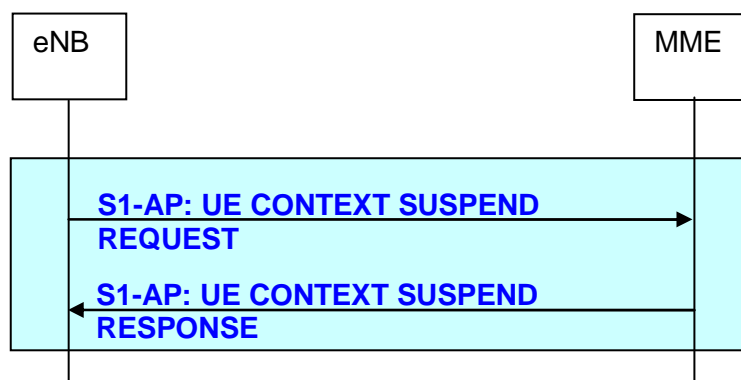 eNB
MME
S1-AP: UE CONTEXT SUSPEND
REQUEST
S1-AP: UE CONTEXT SUSPEND
RESPONSE